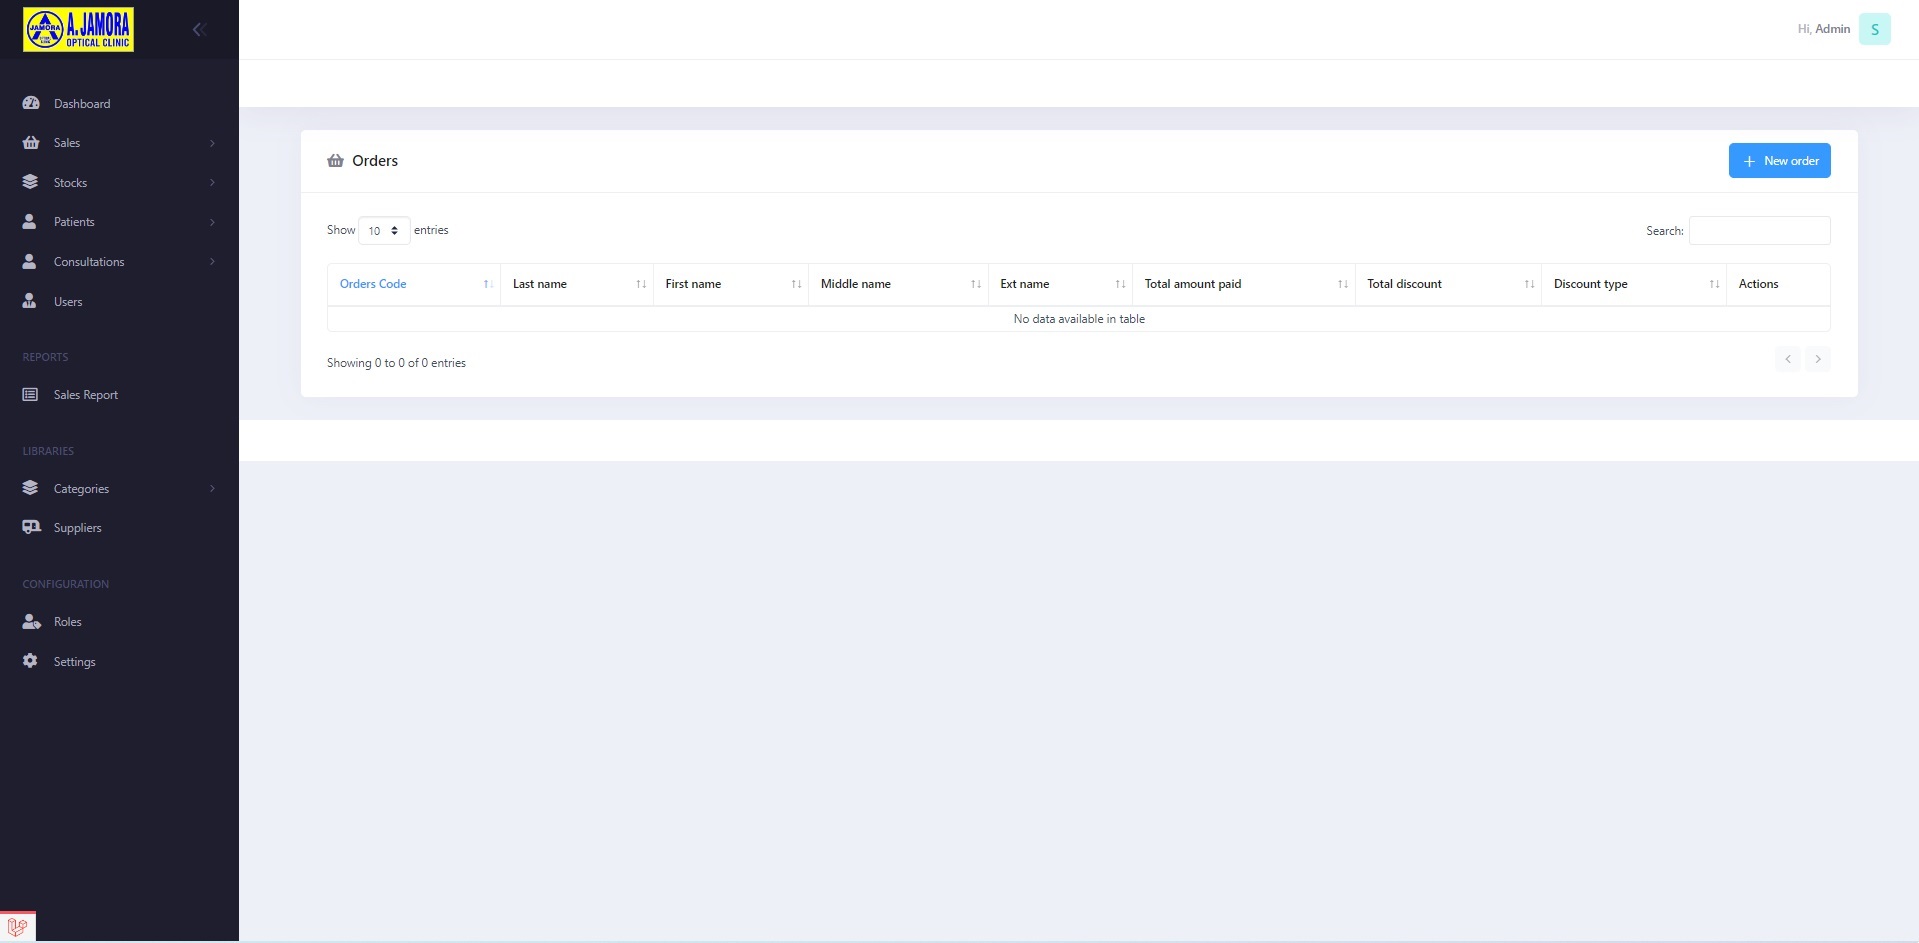 JAMORA
A. JAMORA
OPTICAL CLINIC
Hi, Admin S
Dashboard
Sales
Stocks
Patients
Consultations
Users
REPORTS
Sales Report
LIBRARIES
Categories
Suppliers
CONFIGURATION
Roles
Settings
Orders
New order
Show 10 entries
Search:
Orders Code Last name First name Middle name Ext name Total amount paid Total discount Discount type Actions
No data available in table
Showing 0 to 0 of 0 entries